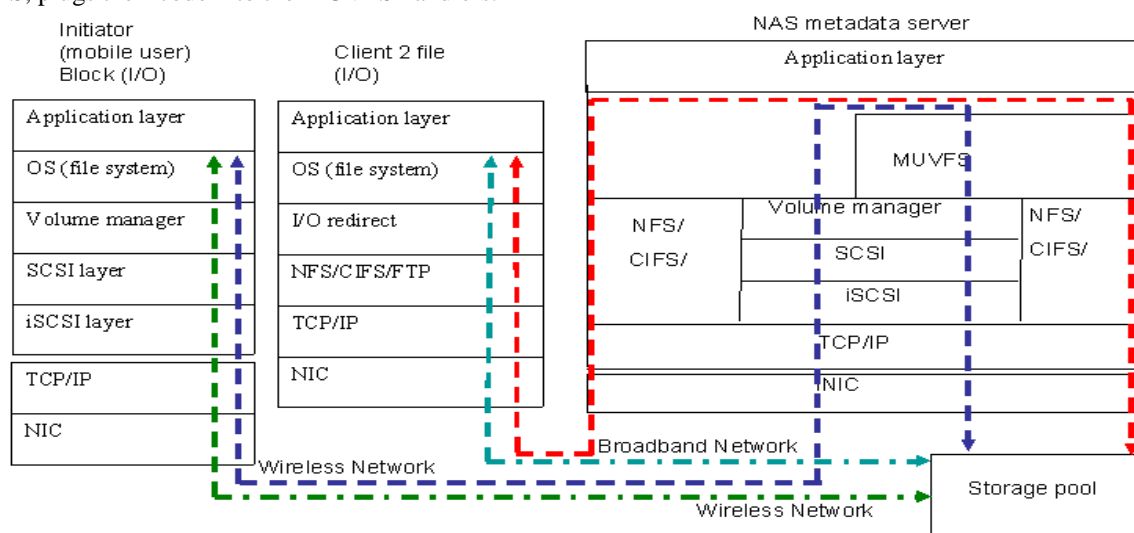 Initiator
(mobile user)
Block (I/O)
Client 2 file
(I/O)
NAS metadata server
Application layer
OS (file system)
Volume manager
SCSI layer
iSCSI layer
TCP/IP
NIC
Application layer
OS (file system)
I/O redirect
NFS/CIFS/FTP
TCP/IP
NIC
Application layer
MUVFS
NFS/
CIFS/
Volume manager
SCSI
iSCSI
NFS/
CIFS/
TCP/IP
NIC
Broadband Network
Wireless Network
Wireless Network
Storage pool